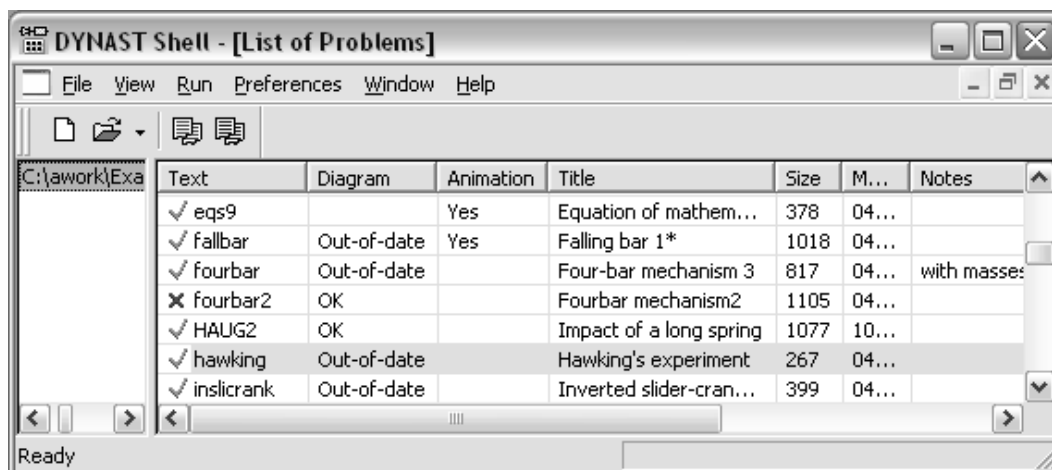 DYNAST Shell - [List of Problems]
File View Run Preferences Window Help
C:\awork\Exa
Text Diagram Animation Title Size M... Notes
eqs9 Yes Equation of mathem... 378 04...
fallbar Out-of-date Yes Falling bar 1* 1018 04...
fourbar Out-of-date Four-bar mechanism 3 817 04... with masses
fourbar2 OK Fourbar mechanism2 1105 04...
HAUG2 OK Impact of a long spring 1077 10...
hawking Out-of-date Hawking's experiment 267 04...
inslicrank Out-of-date Inverted slider-cran... 399 04...
Ready